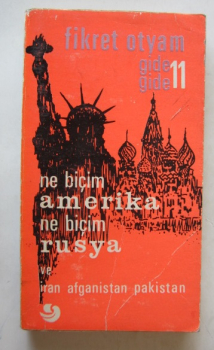 fikret otyam
gide
gide 11
ne biçim
amerika
ne biçim
rusya
ve
iran afganistan pakistan